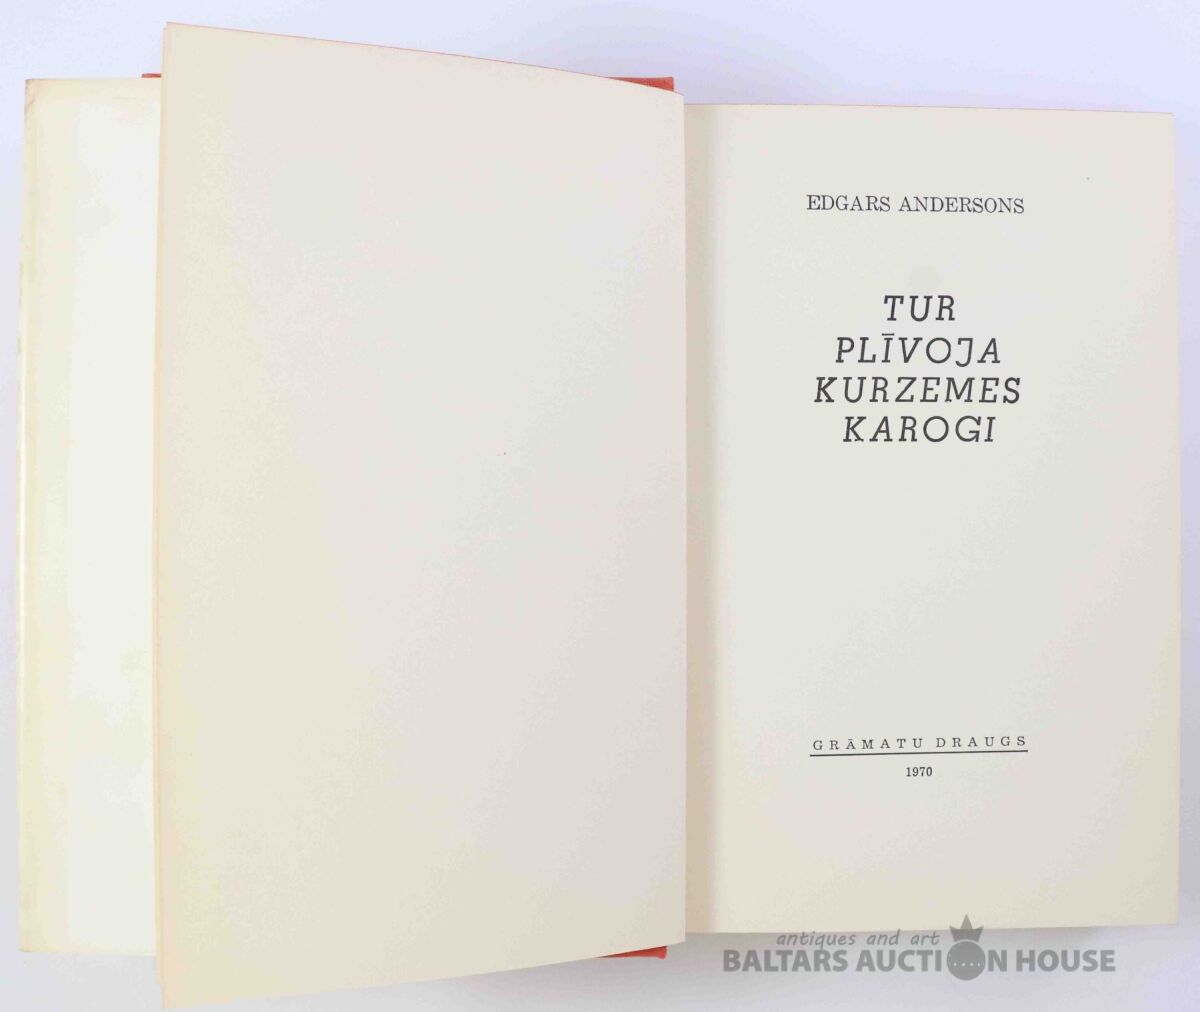 EDGARS ANDERSONS
TUR
PLĪVOJA
KURZEMES
KAROGI
GRĀMATU DRAUGS
1970
antiques and art
BALTARS AUCTION HOUSE